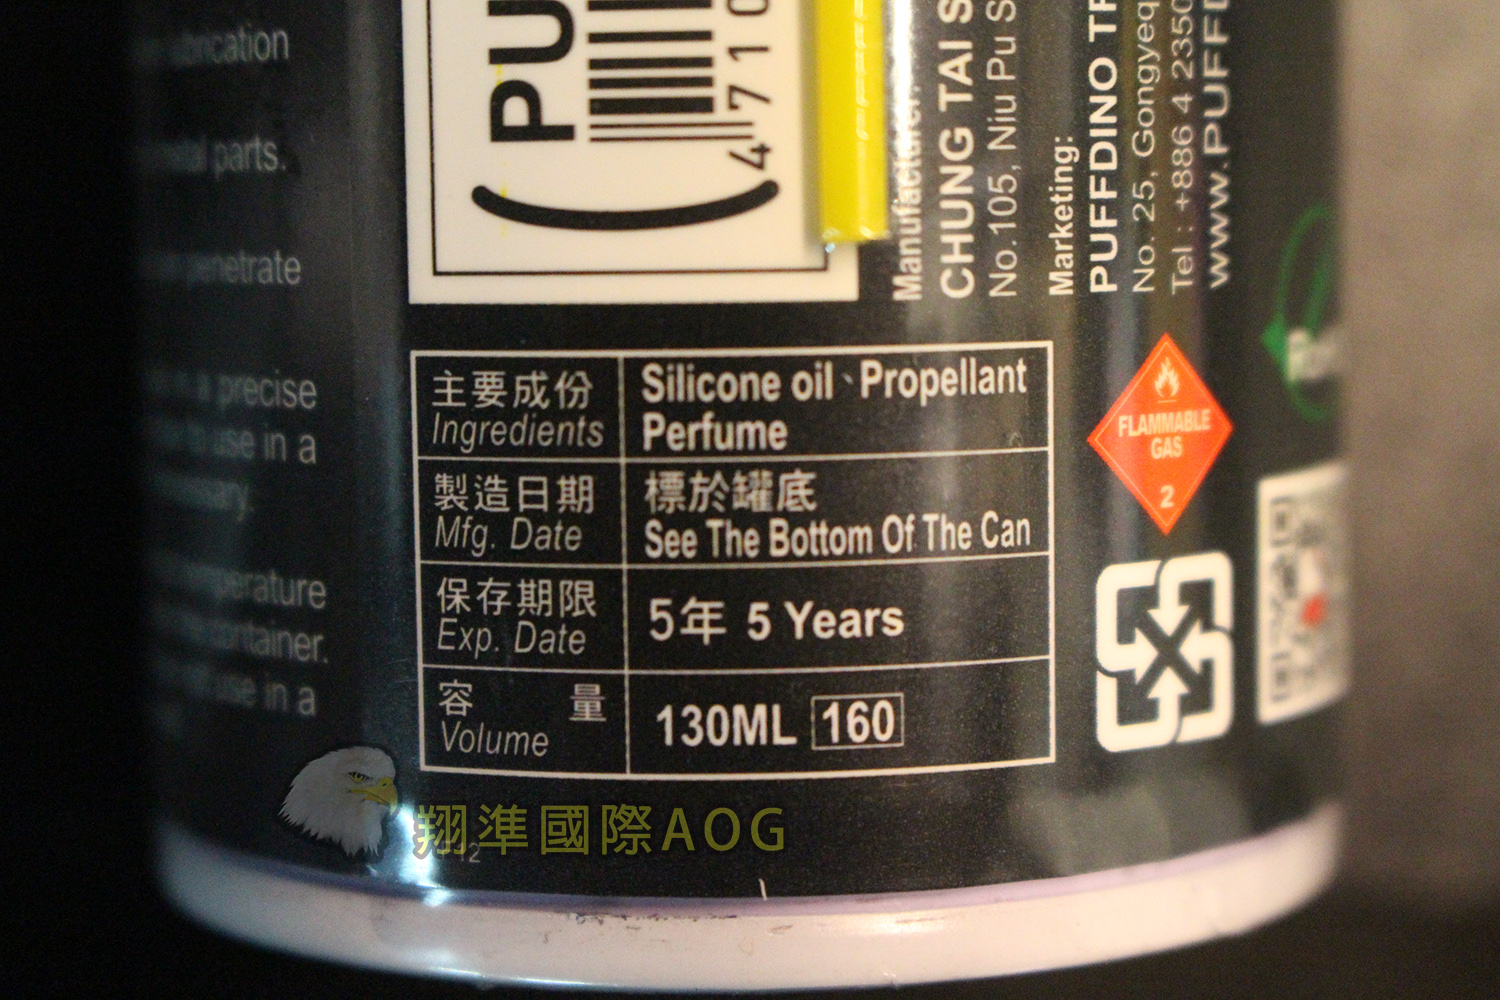 lubrication
parts.
penetrate
a precise
use in a
container.
use in a
PU
4 710
Manufacturer:
CHUNG TAI S
No.105, Niu Pu S
Marketing:
PUFFDINO TR
No. 25, Gongyeq
Tel : +886 4 2350
www.PUFFD
主要成份 Silicone oil、Propellant
Ingredients Perfume
製造日期 標於罐底
Mfg. Date See The Bottom Of The Can
保存期限 5年 5 Years
Exp. Date
容 量 130ML 160
Volume
FLAMMABLE
GAS
2
翔準國際AOG
12